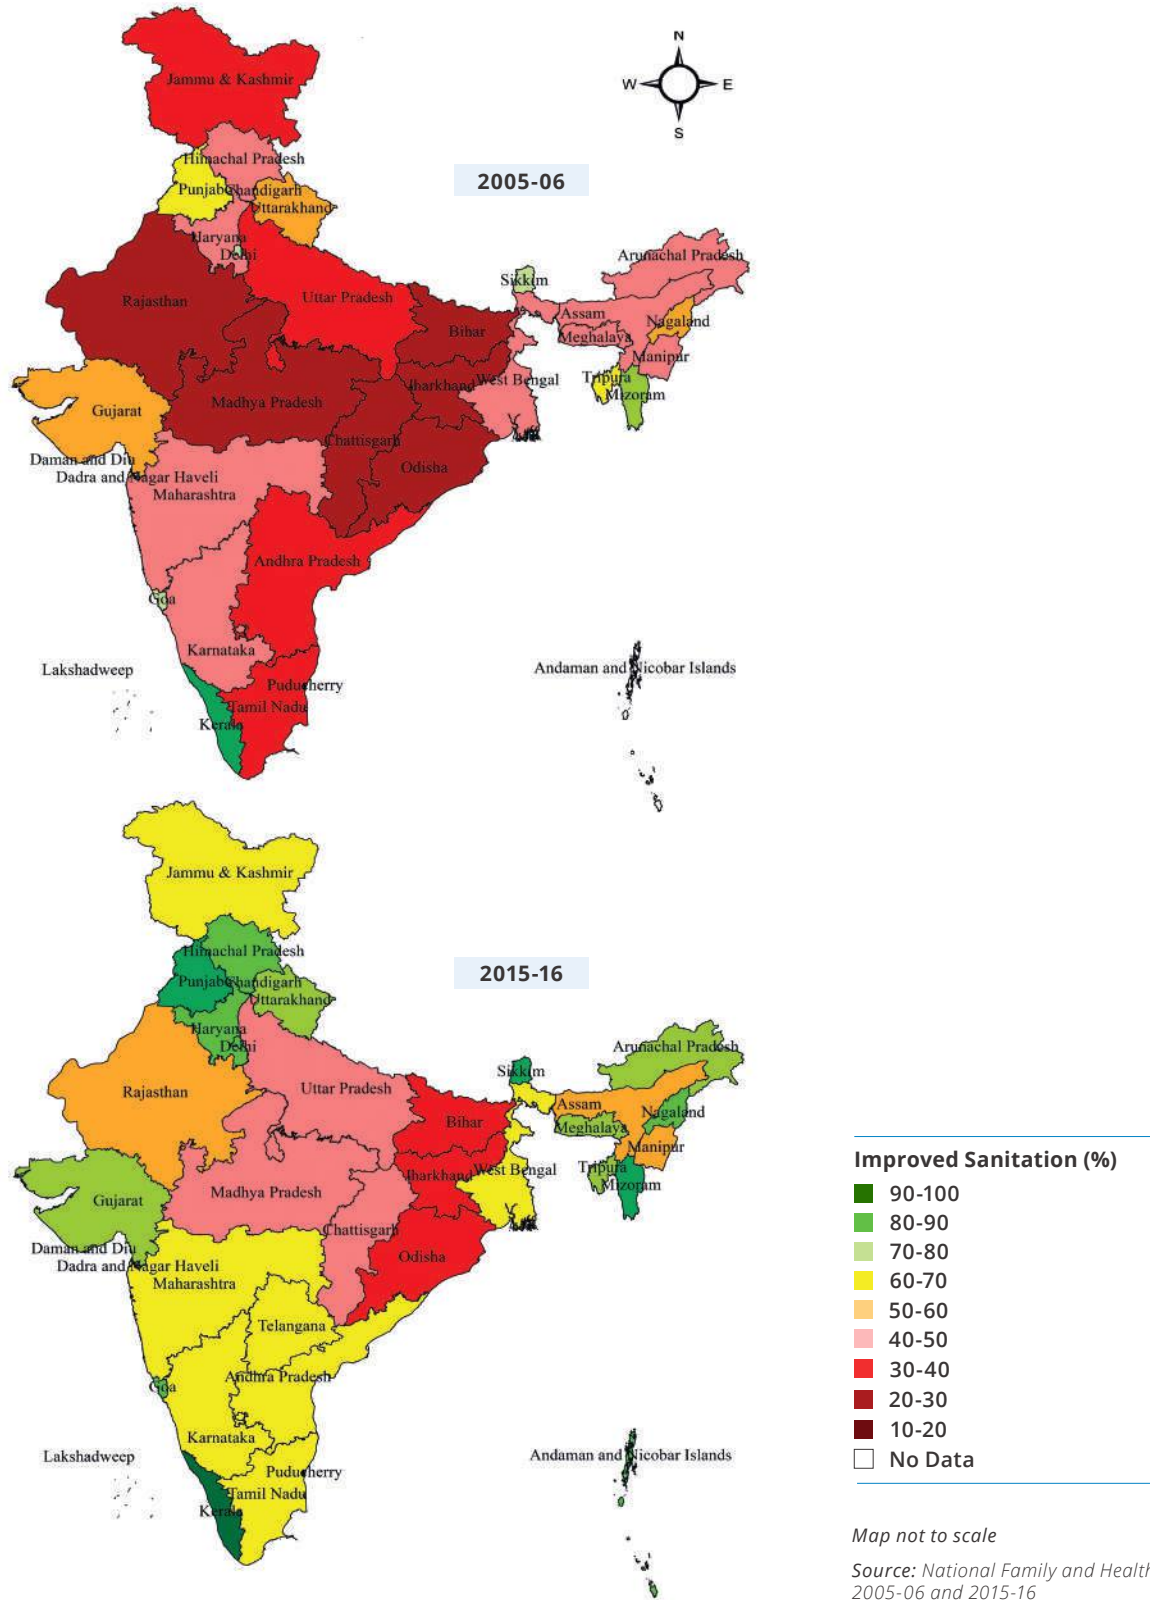 N
W E
S
Jammu & Kashmir
Himachal Pradesh
2005-06
Punjab
Chandigarh
Uttarakhand
Haryana
Delhi
Arunachal Pradesh
Sikkim
Rajasthan
Uttar Pradesh
Assam
Nagaland
Bihar
Meghalaya
Manipur
Tripura
Jharkhand
West Bengal
Mizoram
Gujarat
Madhya Pradesh
Chattisgarh
Daman and Diu
Odisha
Dadra and Nagar Haveli
Maharashtra
Andhra Pradesh
Goa
Karnataka
Lakshadweep
Andaman and Nicobar Islands
Puducherry
Tamil Nadu
Kerala
Jammu & Kashmir
Himachal Pradesh
2015-16
Punjab
Chandigarh
Uttarakhand
Haryana
Delhi
Arunachal Pradesh
Sikkim
Rajasthan
Uttar Pradesh
Assam
Nagaland
Bihar
Meghalaya
Manipur
Tripura
Jharkhand
West Bengal
Mizoram
Gujarat
Madhya Pradesh
Chattisgarh
Daman and Diu
Odisha
Dadra and Nagar Haveli
Maharashtra
Telangana
Andhra Pradesh
Goa
Karnataka
Lakshadweep
Andaman and Nicobar Islands
Puducherry
Tamil Nadu
Kerala
Improved Sanitation (%)
90-100
80-90
70-80
60-70
50-60
40-50
30-40
20-30
10-20
No Data
Map not to scale
Source: National Family and Health
2005-06 and 2015-16